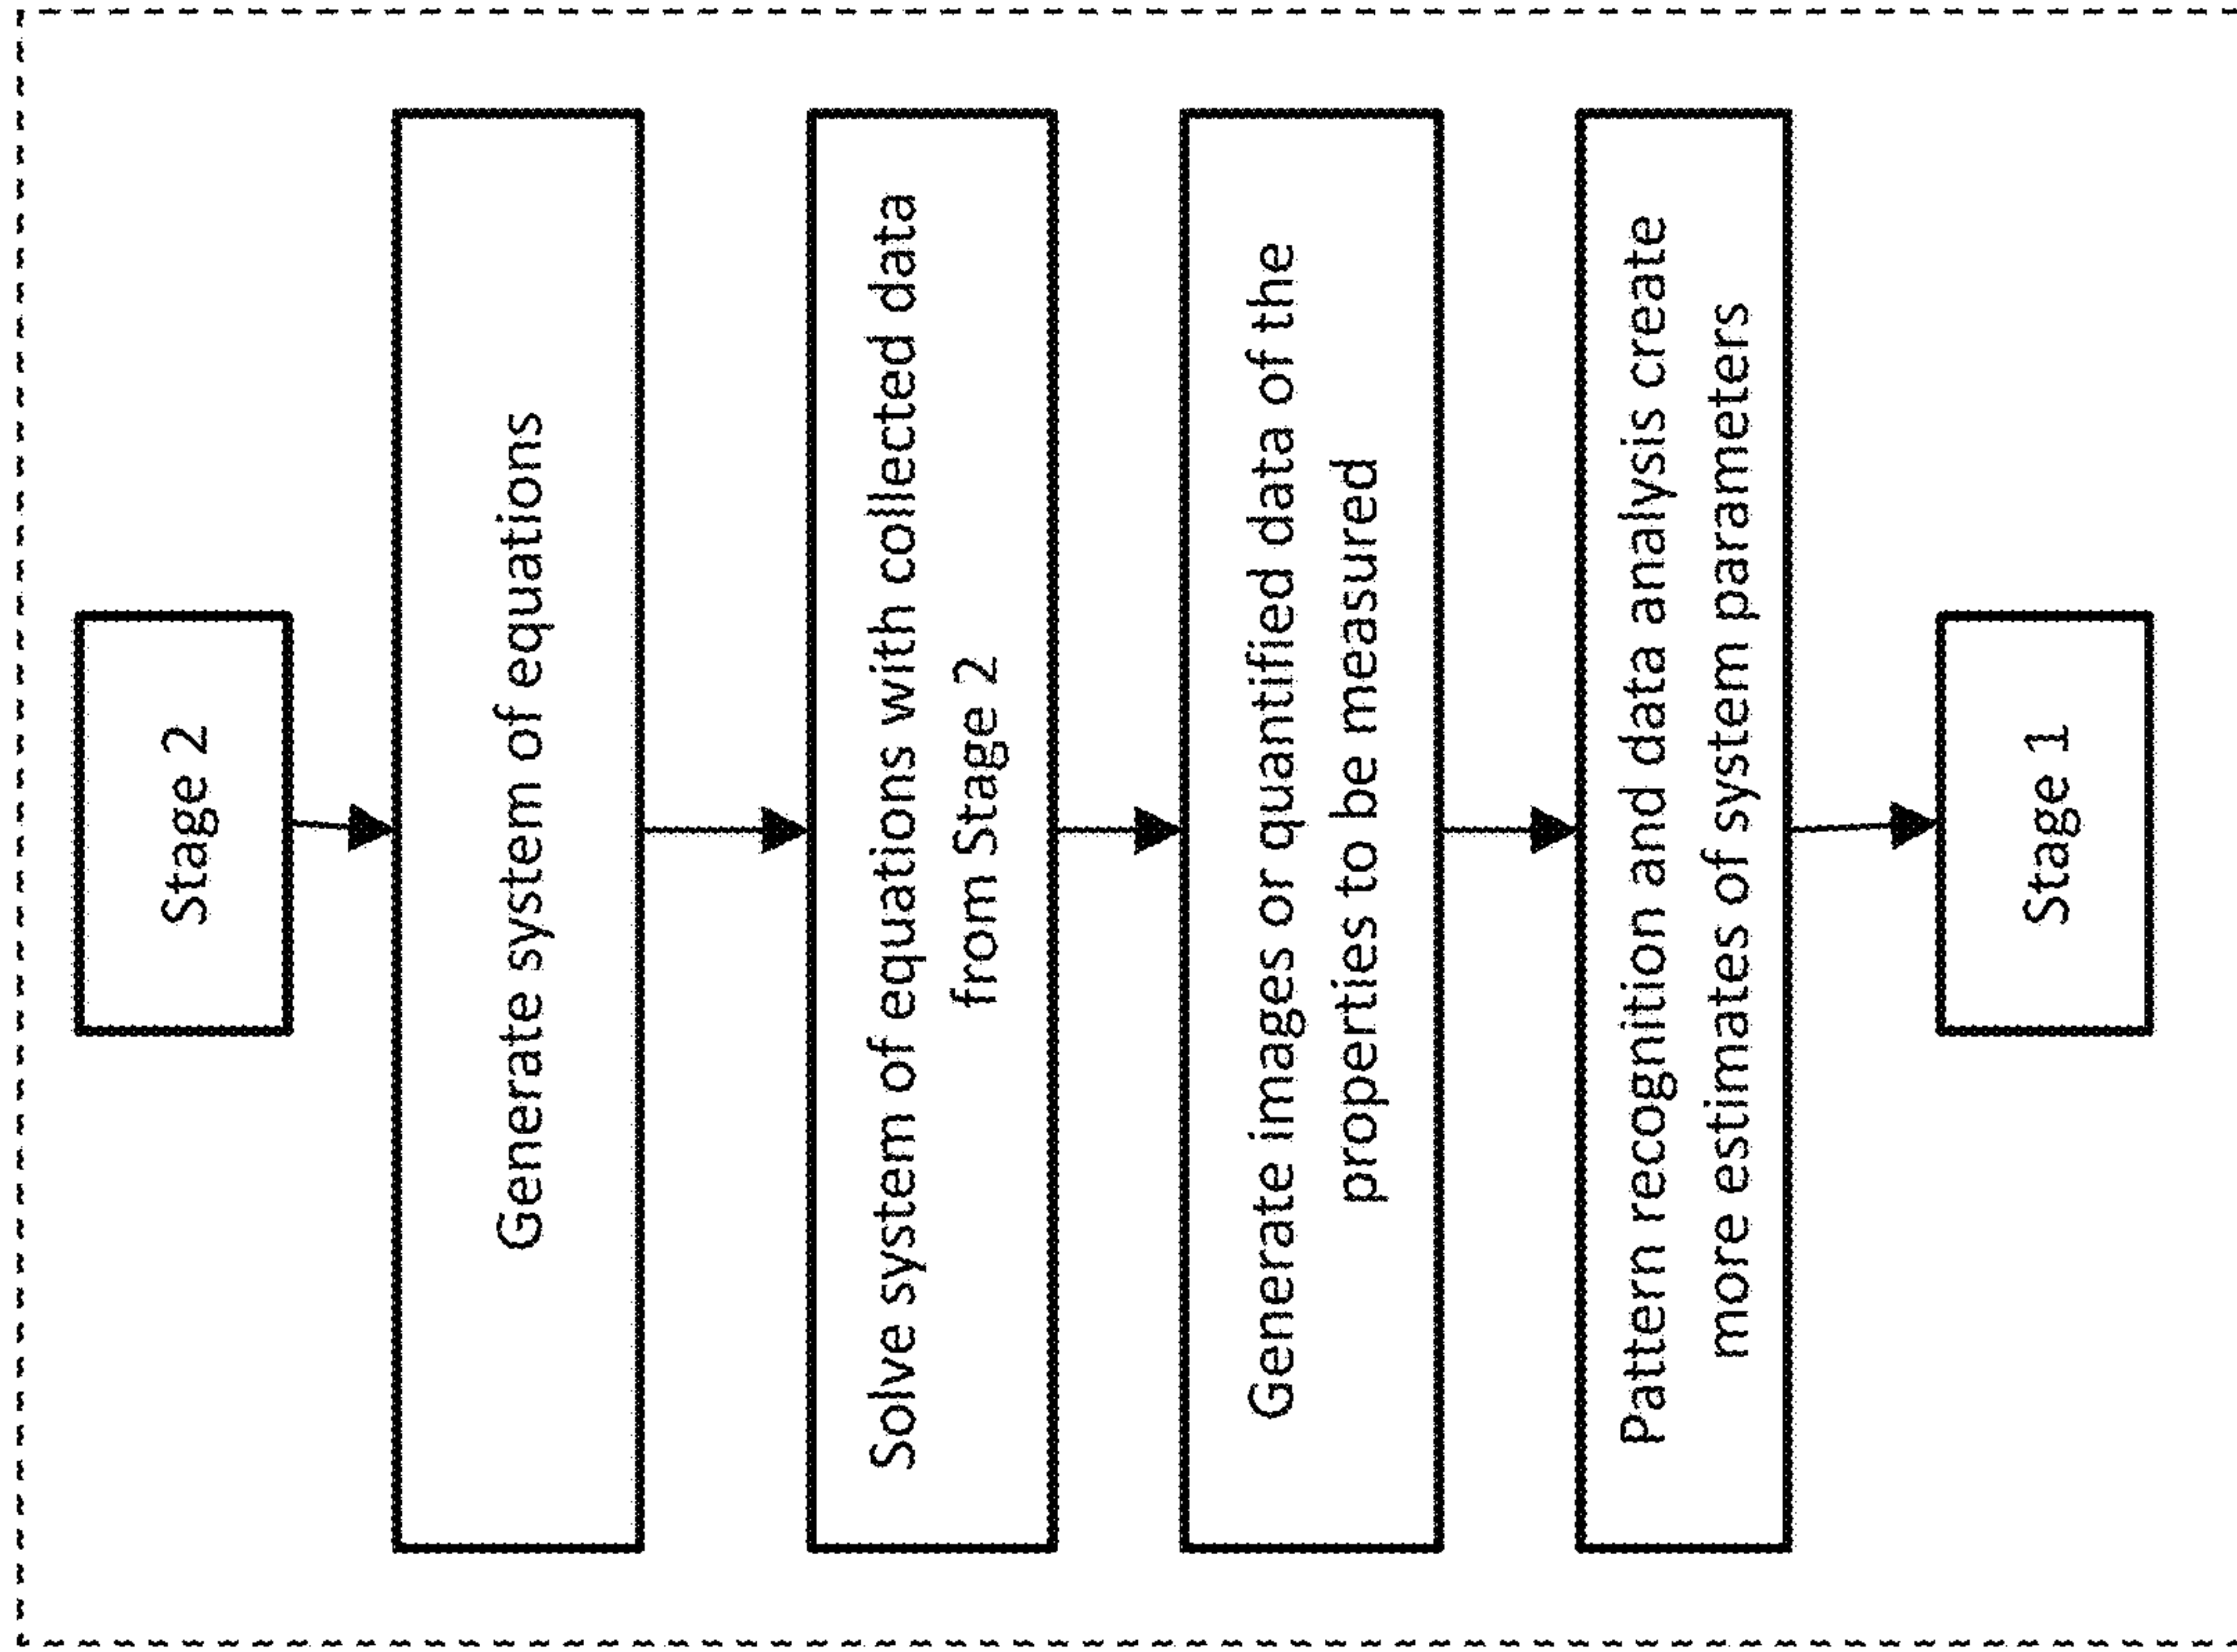 Stage 2
Generate system of equations
Solve system of equations with collected data
from Stage 2
Generate images or quantified data of the
properties to be measured
Pattern recognition and data analysis create
more estimates of system parameters
Stage 1